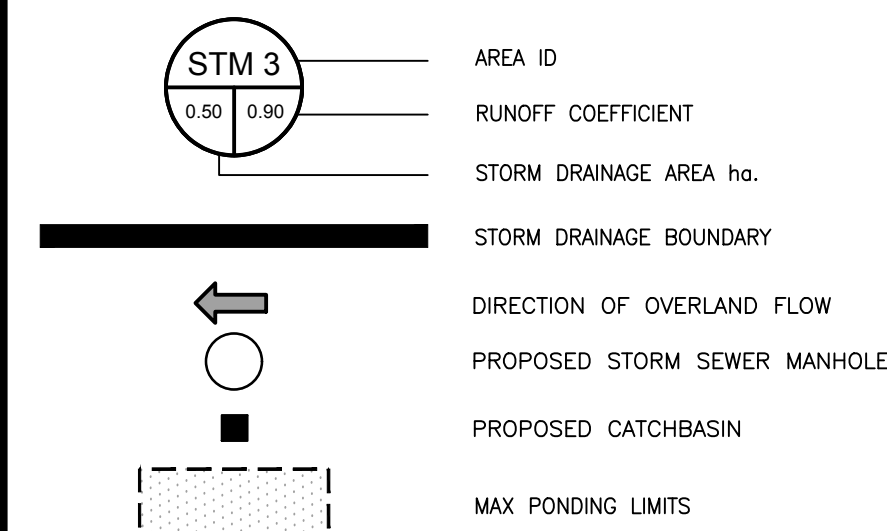 STM 3
AREA ID
0.50 0.90
RUNOFF COEFFICIENT
STORM DRAINAGE AREA ha.
STORM DRAINAGE BOUNDARY
DIRECTION OF OVERLAND FLOW
PROPOSED STORM SEWER MANHOLE
PROPOSED CATCHBASIN
MAX PONDING LIMITS